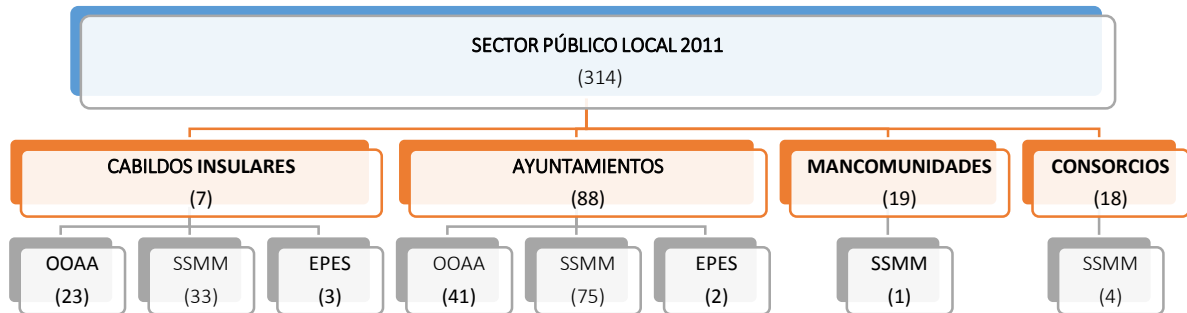 SECTOR PÚBLICO LOCAL 2011
(314)
CABILDOS INSULARES
(7)
AYUNTAMIENTOS
(88)
MANCOMUNIDADES
(19)
CONSORCIOS
(18)
OOAA
(23)
SSMM
(33)
EPES
(3)
OOAA
(41)
SSMM
(75)
EPES
(2)
SSMM
(1)
SSMM
(4)